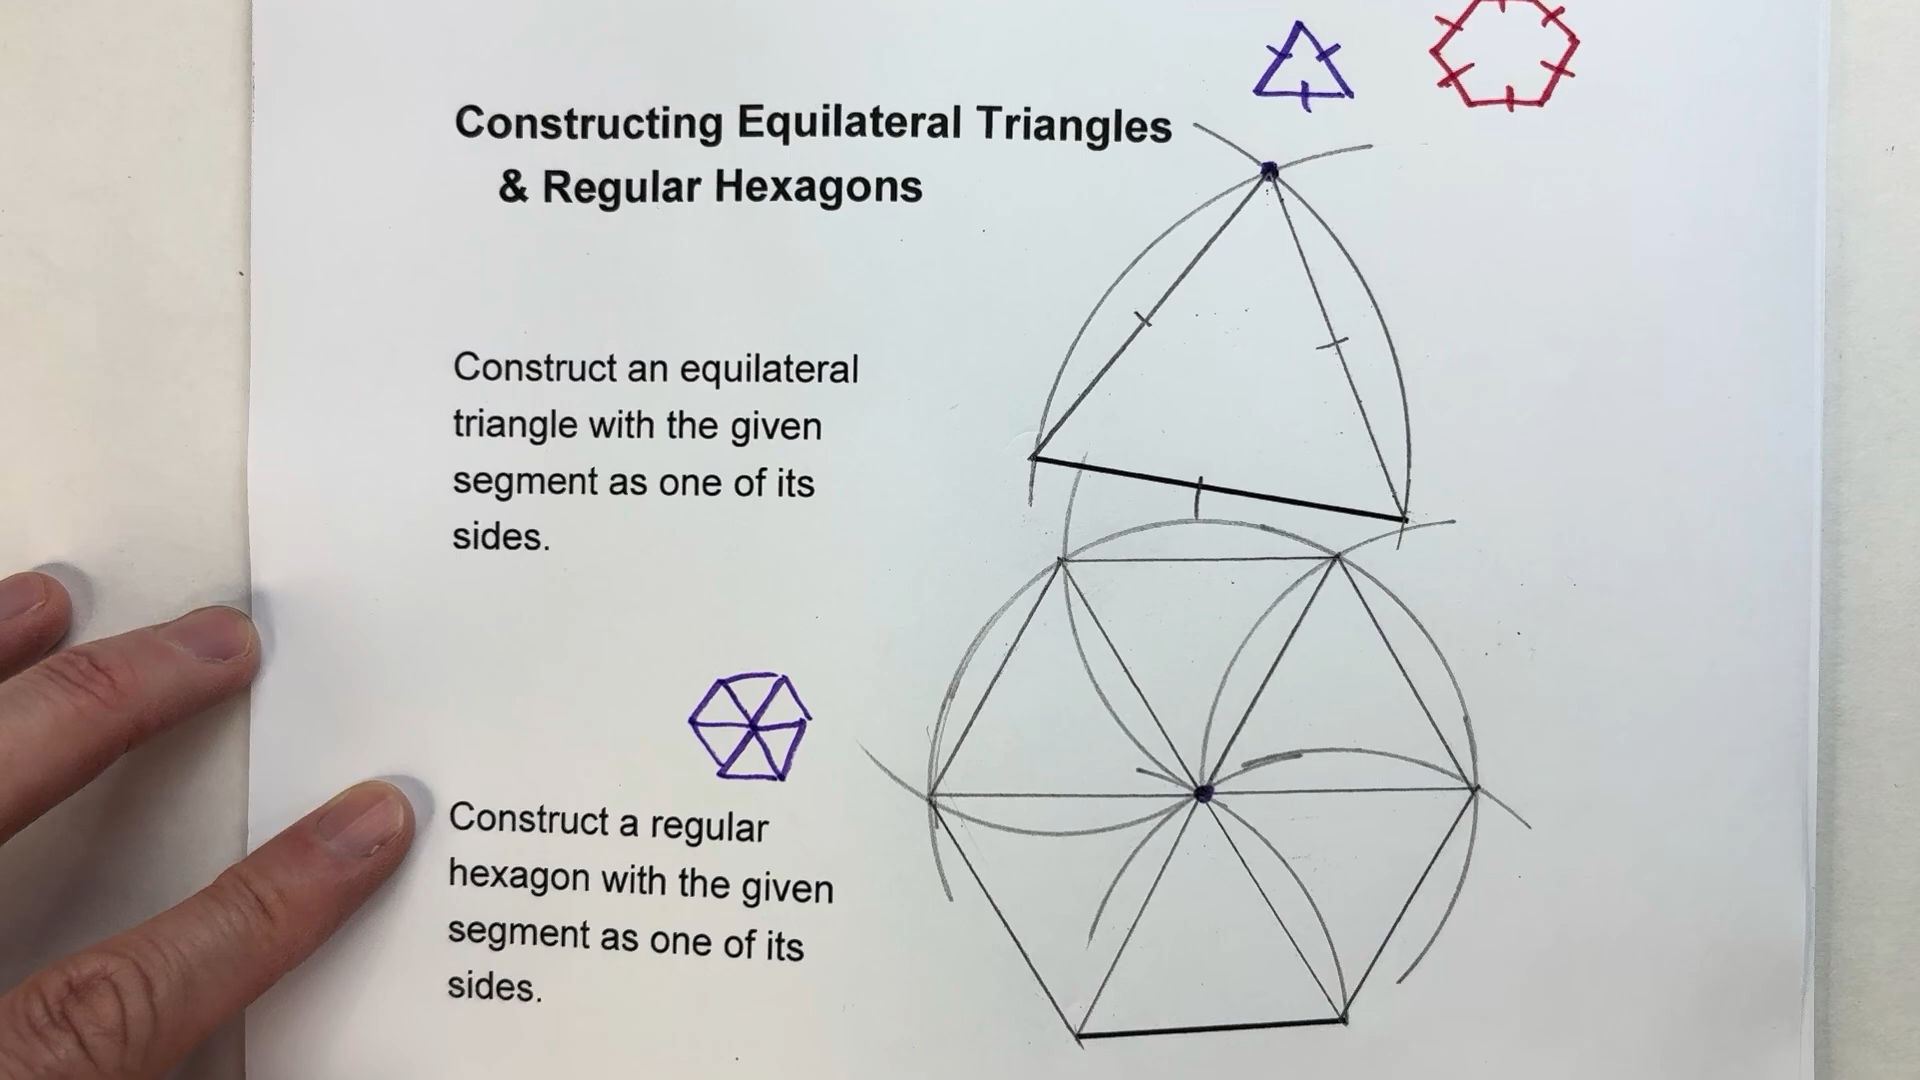 Constructing Equilateral Triangles
& Regular Hexagons
Construct an equilateral
triangle with the given
segment as one of its
sides.
Construct a regular
hexagon with the given
segment as one of its
sides.